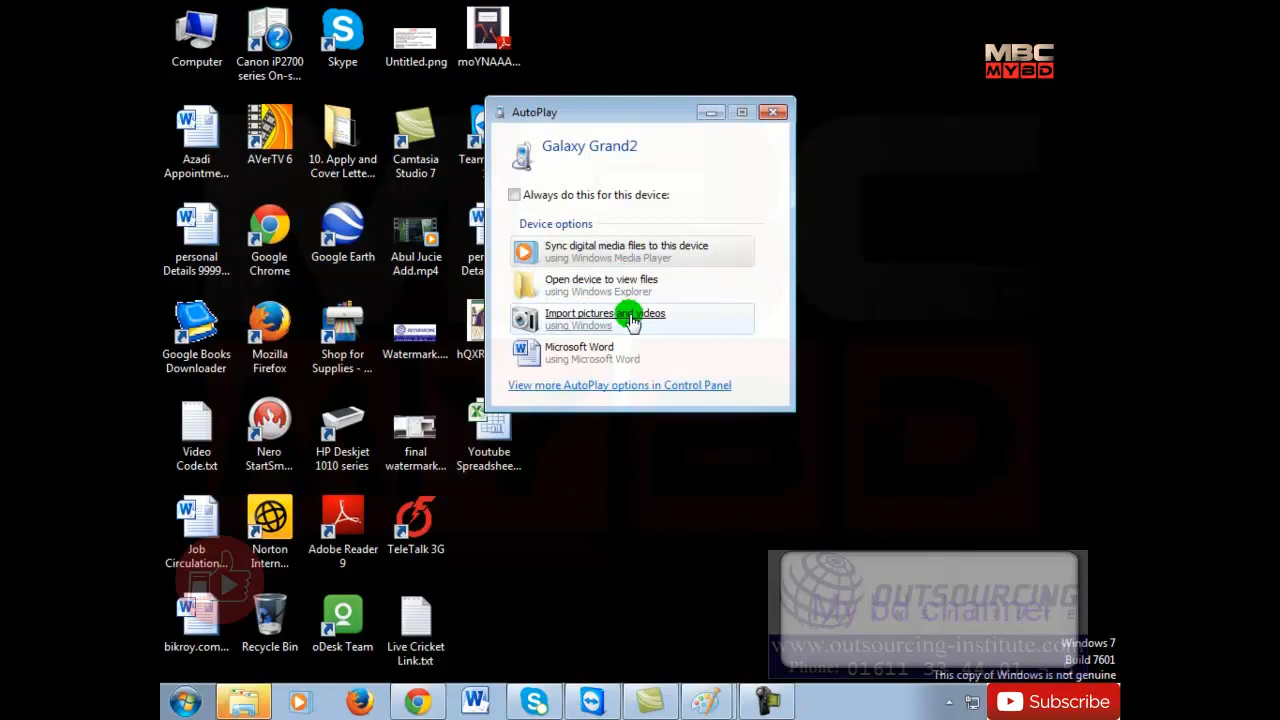 Computer
Canon iP2700
series On-s...
Skype
Untitled.png
moYNAAA...
MBC
MYBD
AutoPlay
Galaxy Grand2
Always do this for this device:
Device options
Sync digital media files to this device
using Windows Media Player
Open device to view files
using Windows Explorer
Import pictures and videos
using Windows
Microsoft Word
using Microsoft Word
View more AutoPlay options in Control Panel
Azadi
Appointme...
AVerTV 6
10. Apply and
Cover Lette...
Camtasia
Studio 7
personal
Details 9999...
Google
Chrome
Google Earth
Abul Jucie
Add.mp4
Google Books
Downloader
Mozilla
Firefox
Shop for
Supplies - ...
Watermark....
hQXR
Video
Code.txt
Nero
StartSm...
HP Deskjet
1010 series
final
watermark...
Youtube
Spreadshee...
Job
Circulation...
Norton
Intern...
Adobe Reader
9
TeleTalk 3G
bikroy.com...
Recycle Bin
oDesk Team
Live Cricket
Link.txt
OUTSOURCING
My bd channel
www.outsourcing-institute.com
Phone: 01611 33 44 01 -
Windows 7
Build 7601
This copy of Windows is not genuine
Subscribe